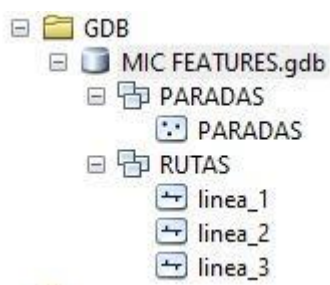 GDB
MIC FEATURES.gdb
PARADAS
PARADAS
RUTAS
linea_1
linea_2
linea_3